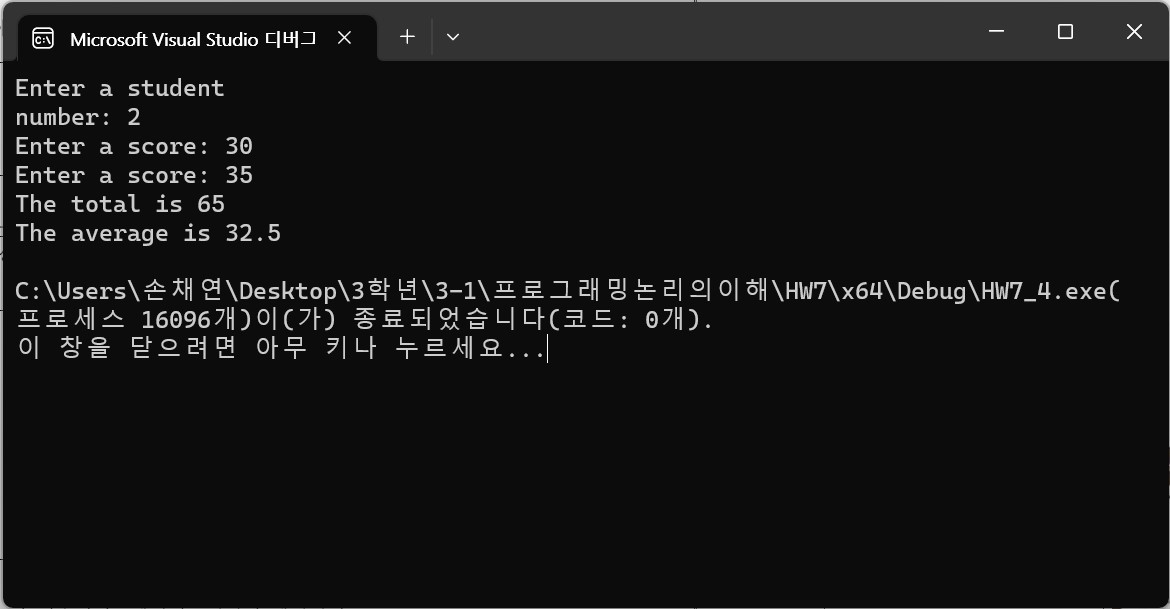 Microsoft Visual Studio 디버그
Enter a student
number: 2
Enter a score: 30
Enter a score: 35
The total is 65
The average is 32.5
C:\Users\손채연\Desktop\3학년\3-1\프로그래밍논리의이해\HW7\x64\Debug\HW7_4.exe(
프로세스 16096개)이(가) 종료되었습니다(코드: 0개).
이 창을 닫으려면 아무 키나 누르세요...